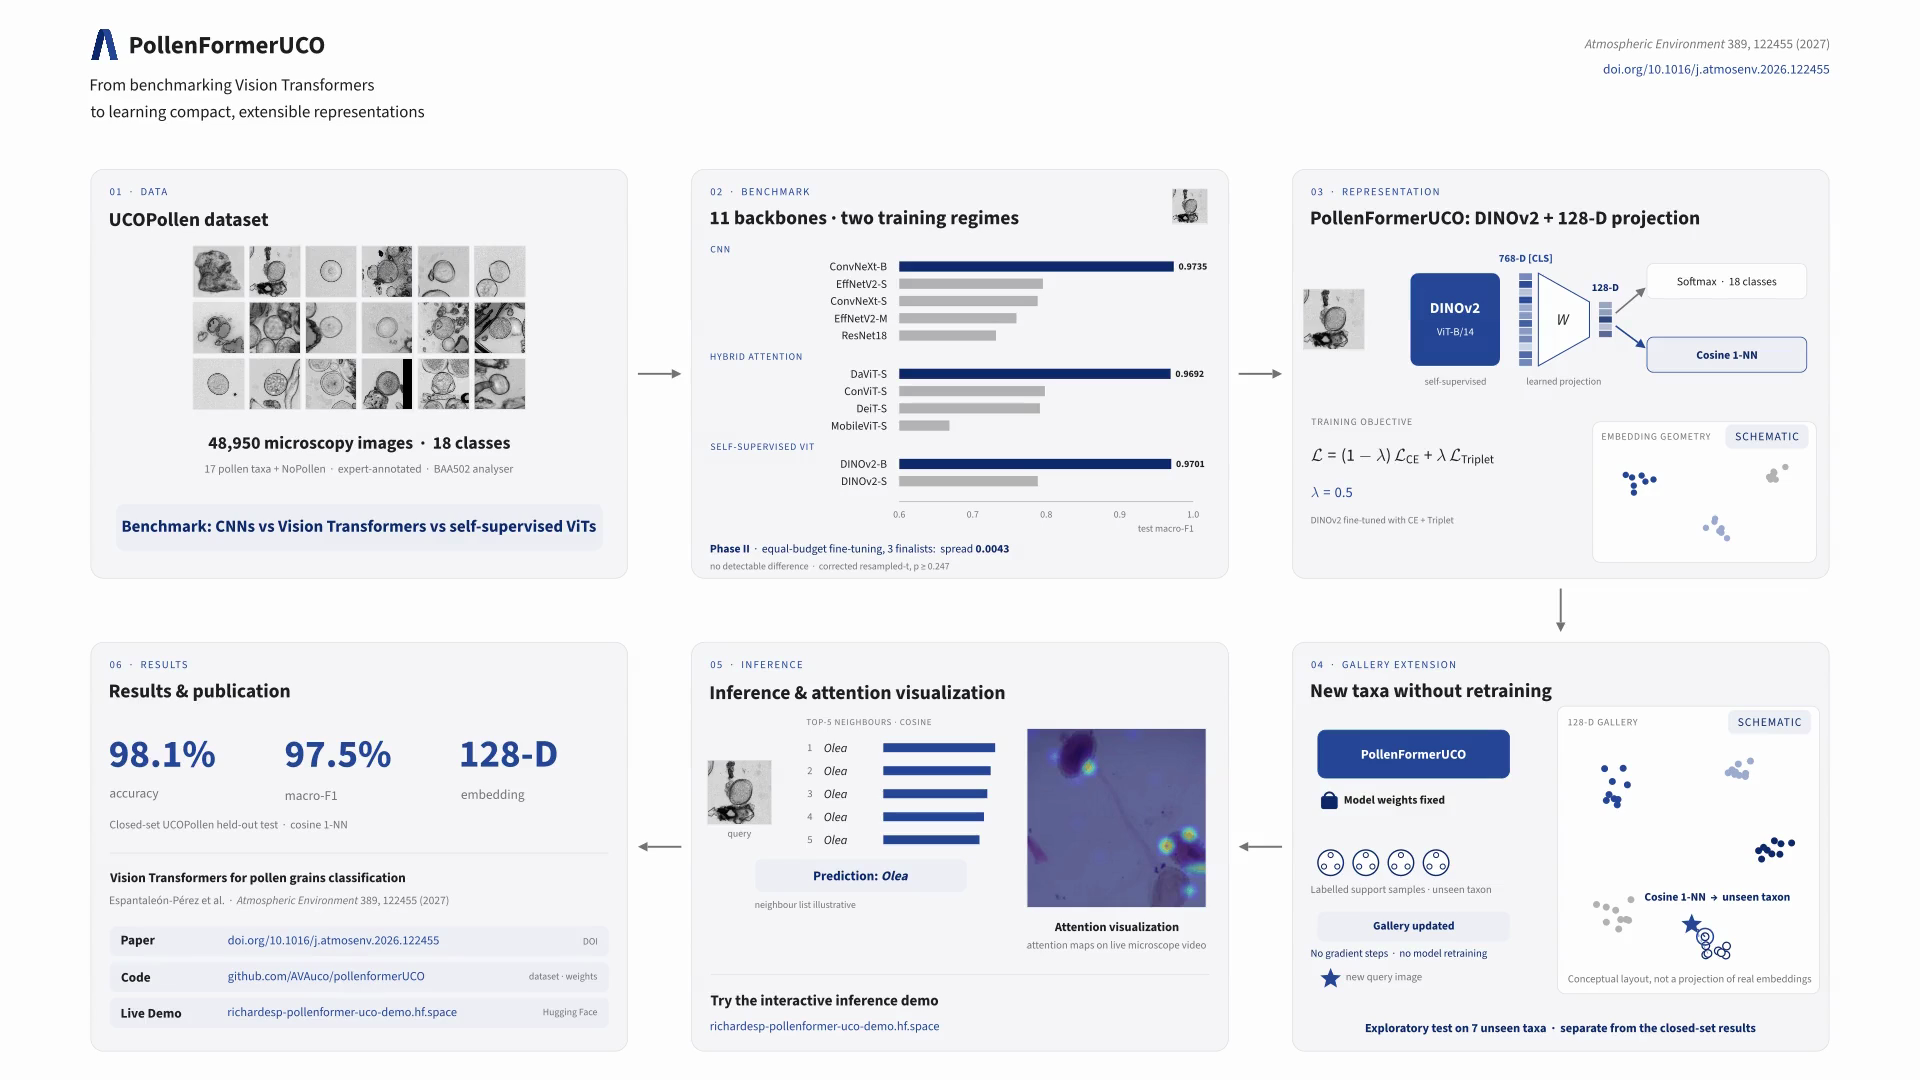 PollenFormerUCO
From benchmarking Vision Transformers
to learning compact, extensible representations
Atmospheric Environment 389, 122455 (2027)
doi.org/10.1016/j.atmosenv.2026.122455
01 · DATA
UCOPollen dataset
48,950 microscopy images · 18 classes
17 pollen taxa + NoPollen · expert-annotated · BAA502 analyser
Benchmark: CNNs vs Vision Transformers vs self-supervised ViTs
02 · BENCHMARK
11 backbones · two training regimes
CNN
ConvNeXt-B 0.9735
EffNetV2-S
ConvNeXt-S
EffNetV2-M
ResNet18
HYBRID ATTENTION
DaViT-S 0.9692
ConViT-S
DeiT-S
MobileViT-S
SELF-SUPERVISED VIT
DINOv2-B 0.9701
DINOv2-S
0.6 0.7 0.8 0.9 1.0
test macro-F1
Phase II · equal-budget fine-tuning, 3 finalists: spread 0.0043
no detectable difference · corrected resampled-t, p ≥ 0.247
03 · REPRESENTATION
PollenFormerUCO: DINOv2 + 128-D projection
768-D [CLS]
DINOv2
ViT-B/14
self-supervised
W
learned projection
128-D
Softmax · 18 classes
Cosine 1-NN
TRAINING OBJECTIVE
ℒ = (1 − λ) ℒCE + λ ℒTriplet
λ = 0.5
DINOv2 fine-tuned with CE + Triplet
EMBEDDING GEOMETRY SCHEMATIC
04 · GALLERY EXTENSION
New taxa without retraining
PollenFormerUCO
Model weights fixed
Labelled support samples · unseen taxon
Gallery updated
No gradient steps · no model retraining
new query image
128-D GALLERY SCHEMATIC
Cosine 1-NN → unseen taxon
Conceptual layout, not a projection of real embeddings
Exploratory test on 7 unseen taxa · separate from the closed-set results
05 · INFERENCE
Inference & attention visualization
TOP-5 NEIGHBOURS · COSINE
1 Olea
2 Olea
3 Olea
4 Olea
5 Olea
query
Prediction: Olea
neighbour list illustrative
Attention visualization
attention maps on live microscope video
Try the interactive inference demo
richardesp-pollenformer-uco-demo.hf.space
06 · RESULTS
Results & publication
98.1% 97.5% 128-D
accuracy macro-F1 embedding
Closed-set UCOPollen held-out test · cosine 1-NN
Vision Transformers for pollen grains classification
Espantaleón-Pérez et al. · Atmospheric Environment 389, 122455 (2027)
Paper doi.org/10.1016/j.atmosenv.2026.122455 DOI
Code github.com/AVAuco/pollenformerUCO dataset · weights
Live Demo richardesp-pollenformer-uco-demo.hf.space Hugging Face